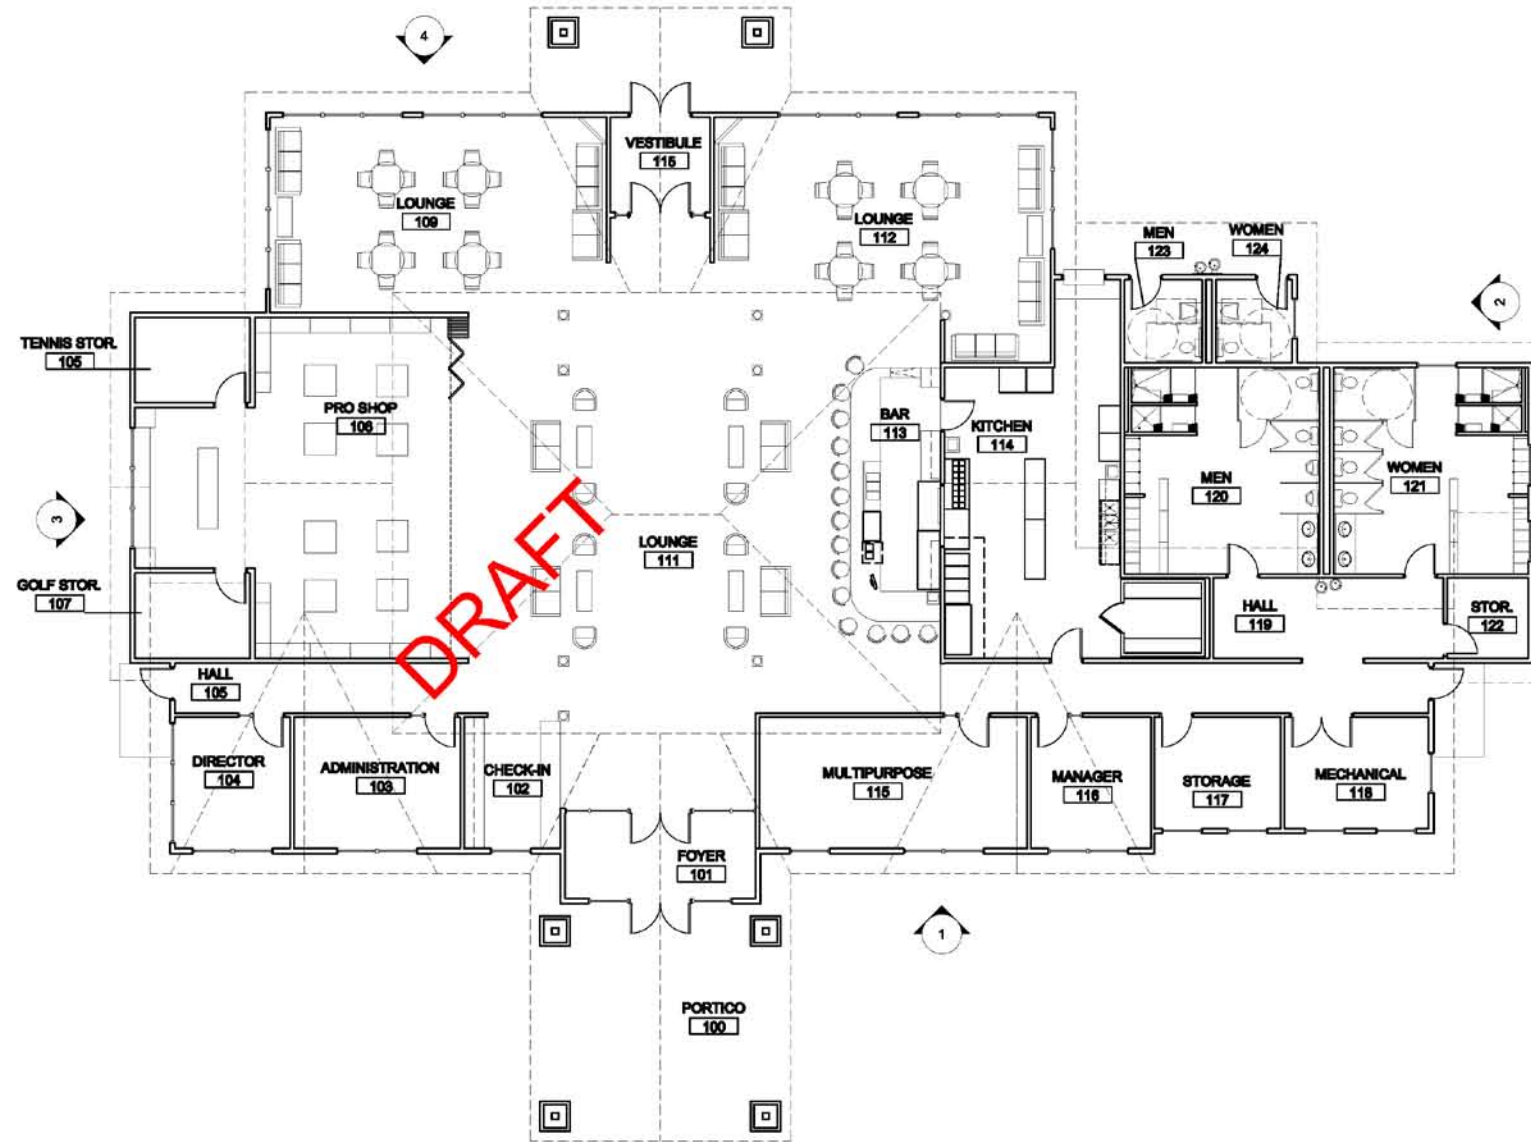 4
VESTIBULE
115
LOUNGE
109
LOUNGE
112
MEN
123
WOMEN
124
2
TENNIS STOR.
105
PRO SHOP
106
BAR
113
KITCHEN
114
MEN
120
WOMEN
121
3
LOUNGE
111
DRAFT
GOLF STOR.
107
HALL
119
STOR.
122
HALL
105
DIRECTOR
104
ADMINISTRATION
103
CHECK-IN
102
MULTIPURPOSE
115
MANAGER
116
STORAGE
117
MECHANICAL
118
FOYER
101
1
PORTICO
100